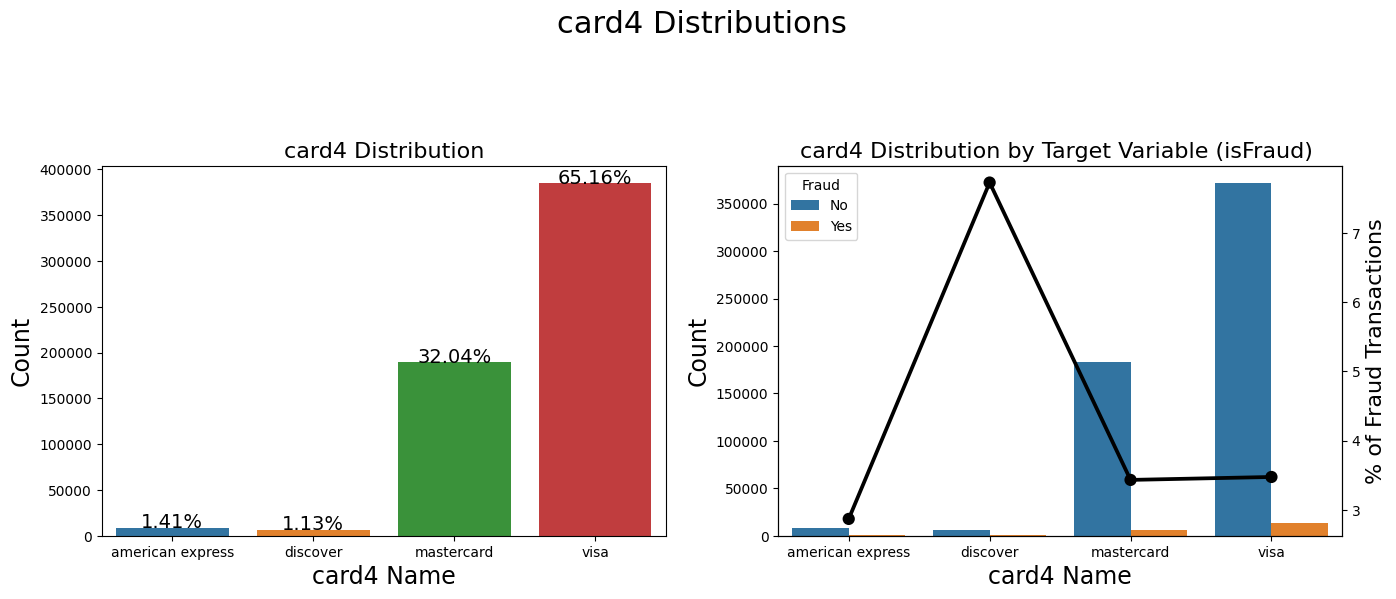 card4 Distributions
card4 Distribution
400000
350000
300000
250000
200000
150000
100000
50000
0
Count
1.41%
1.13%
32.04%
65.16%
american express
discover
mastercard
visa
card4 Name
card4 Distribution by Target Variable (isFraud)
Fraud
No
Yes
350000
300000
250000
200000
150000
100000
50000
0
Count
7
6
5
4
3
% of Fraud Transactions
american express
discover
mastercard
visa
card4 Name